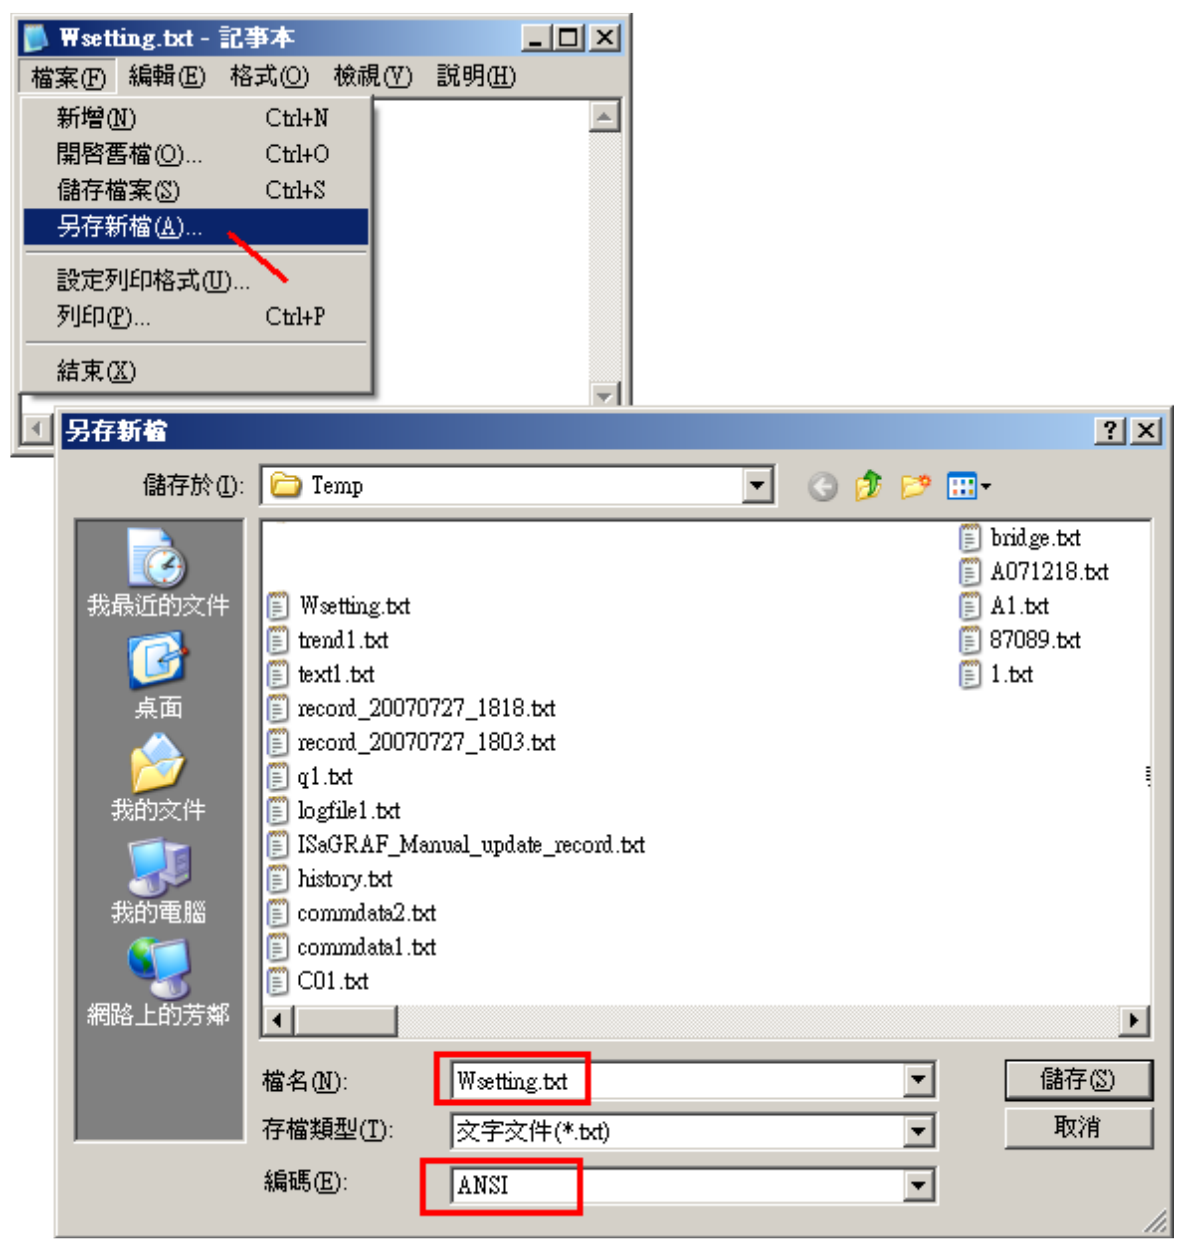 Wsetting.txt - 記事本
檔案(F) 編輯(E) 格式(O) 檢視(V) 說明(H)
新增(N) Ctrl+N
開啓舊檔(O)... Ctrl+O
儲存檔案(S) Ctrl+S
另存新檔(A)...
設定列印格式(U)...
列印(P)... Ctrl+P
結束(X)
另存新檔
儲存於(I): Temp
我最近的文件
桌面
我的文件
我的電腦
網路上的芳鄰
Wsetting.txt
trend1.txt
text1.txt
record_20070727_1818.txt
record_20070727_1803.txt
q1.txt
logfile1.txt
ISaGRAF_Manual_update_record.txt
history.txt
commdata2.txt
commdata1.txt
C01.txt
bridge.txt
A071218.txt
A1.txt
87089.txt
1.txt
檔名(N): Wsetting.txt 儲存(S)
存檔類型(T): 文字文件(*.txt) 取消
編碼(E): ANSI